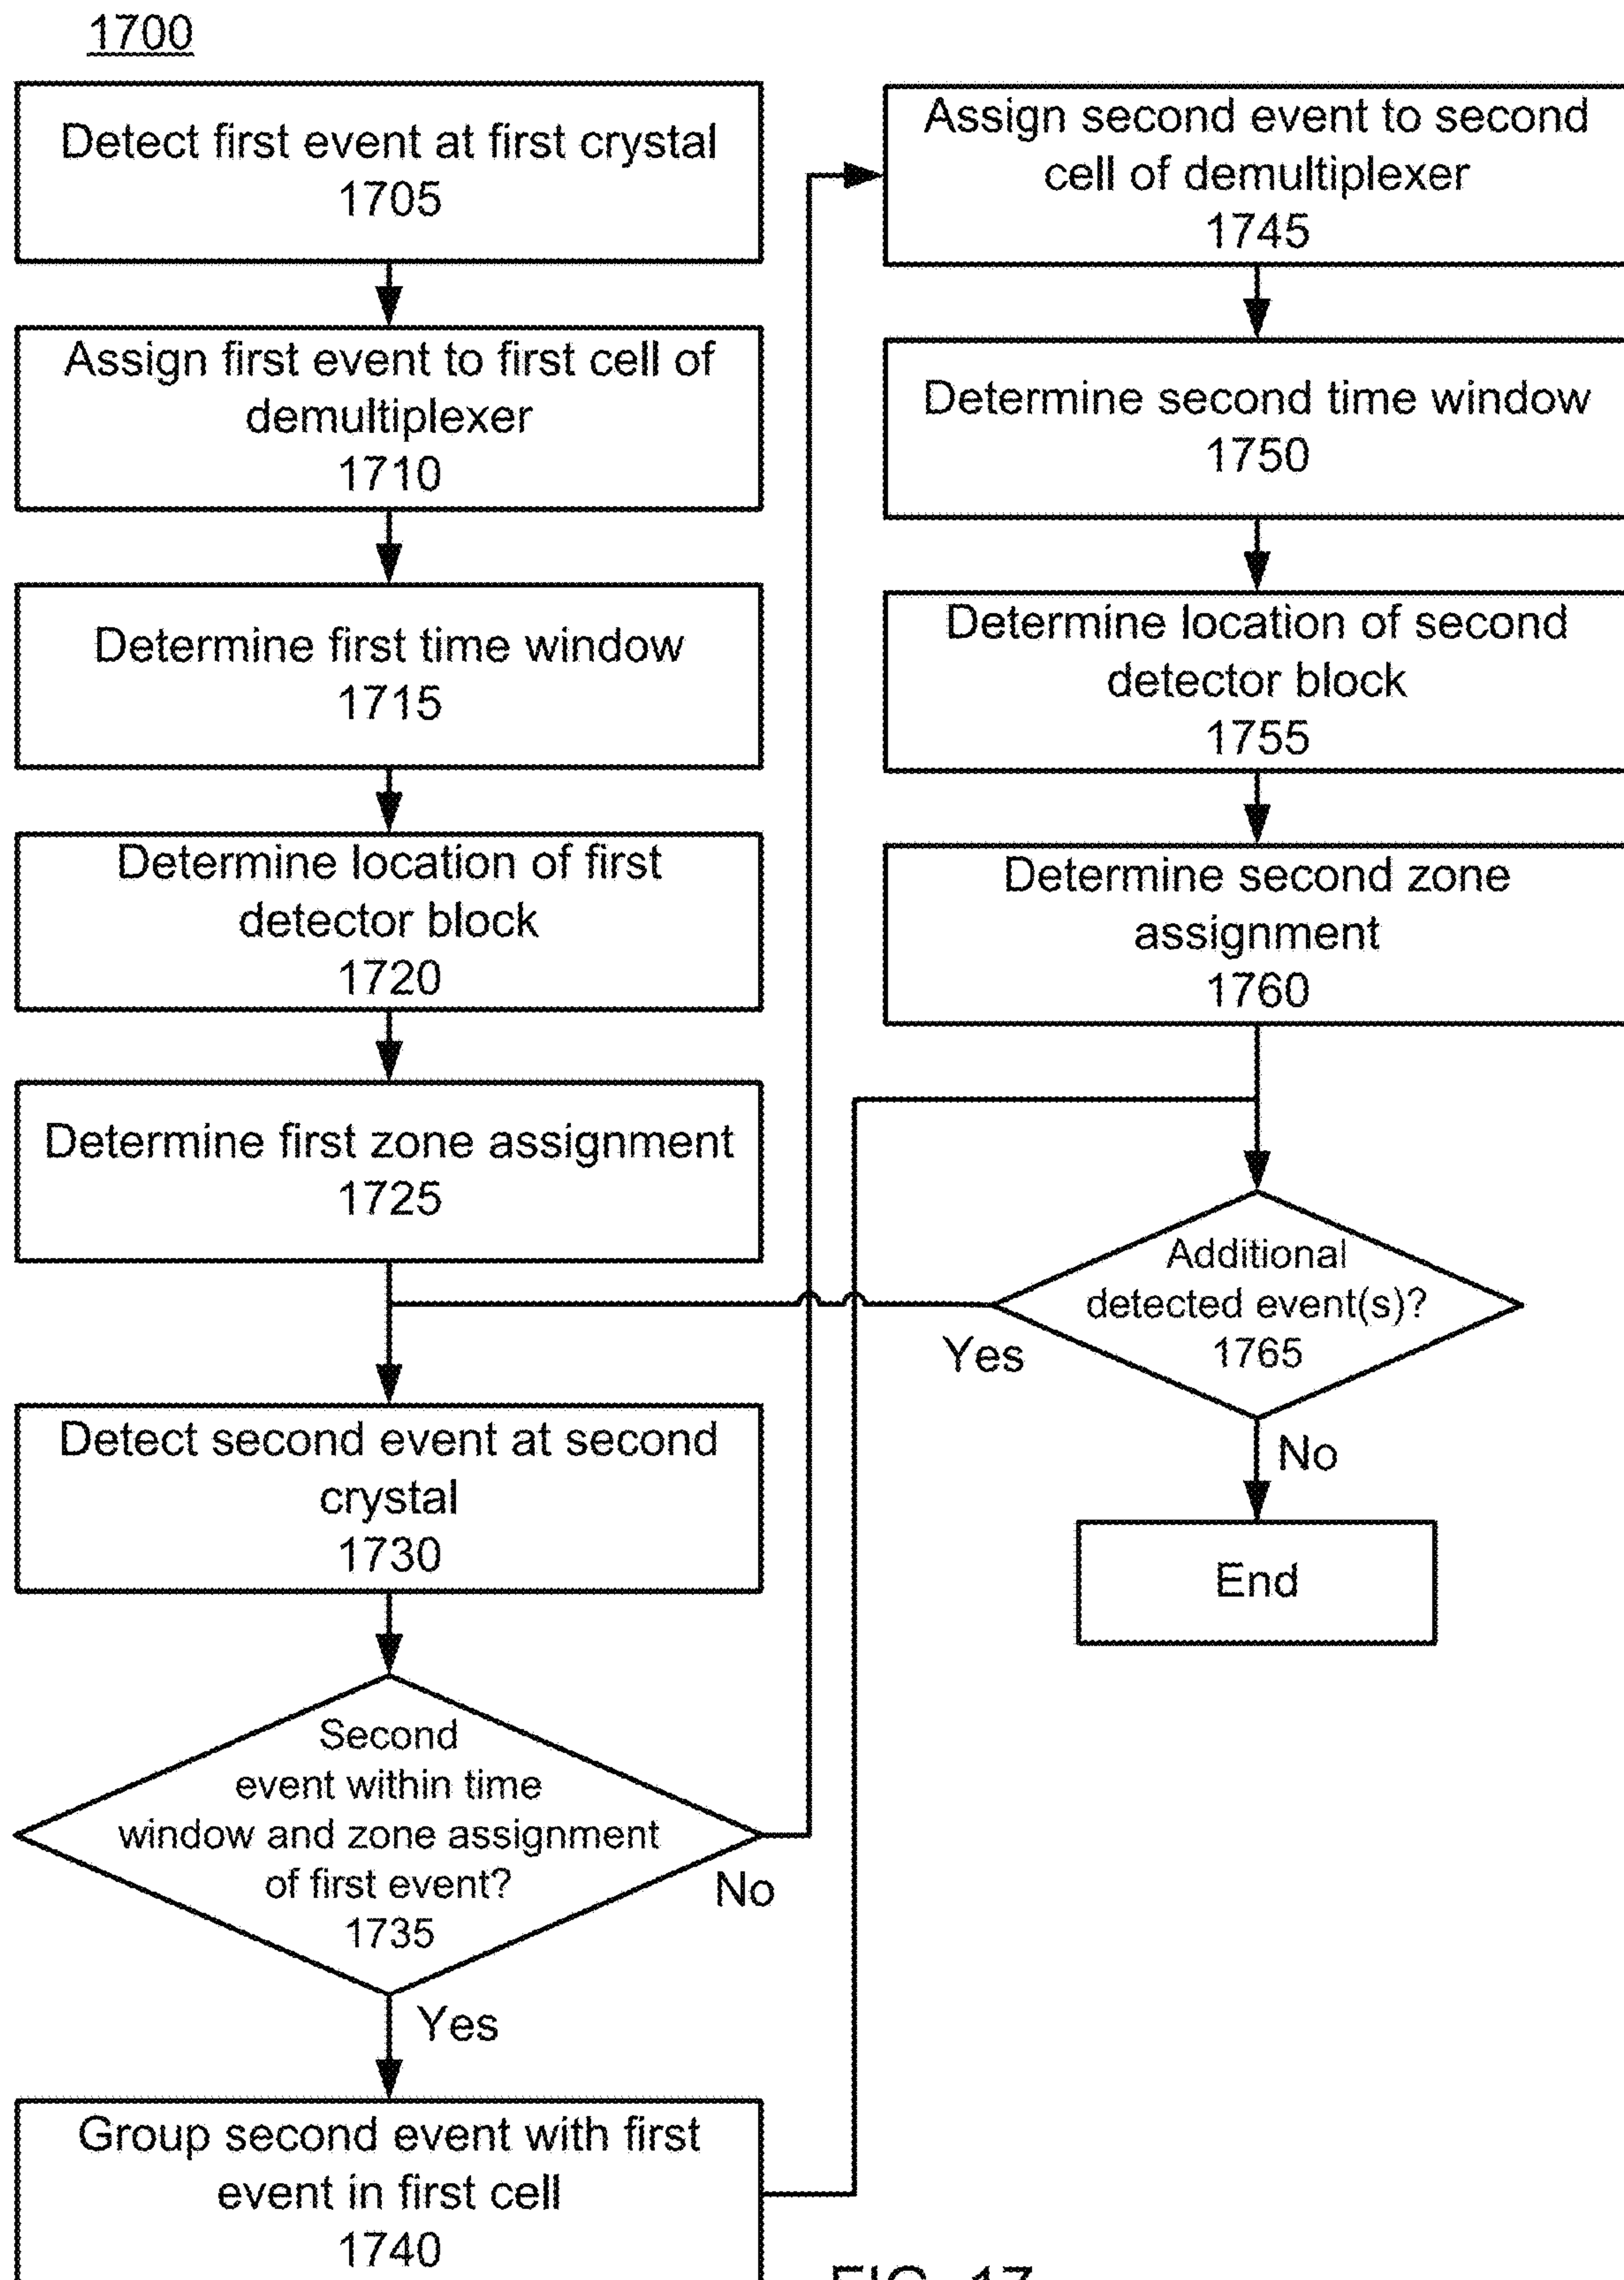 1700
Detect first event at first crystal
1705
Assign first event to first cell of
demultiplexer
1710
Determine first time window
1715
Determine location of first
detector block
1720
Determine first zone assignment
1725
Detect second event at second
crystal
1730
Second
event within time
window and zone assignment
of first event?
1735
No
Yes
Group second event with first
event in first cell
1740
Assign second event to second
cell of demultiplexer
1745
Determine second time window
1750
Determine location of second
detector block
1755
Determine second zone
assignment
1760
Additional
detected event(s)?
1765
Yes
No
End
FIG. 17